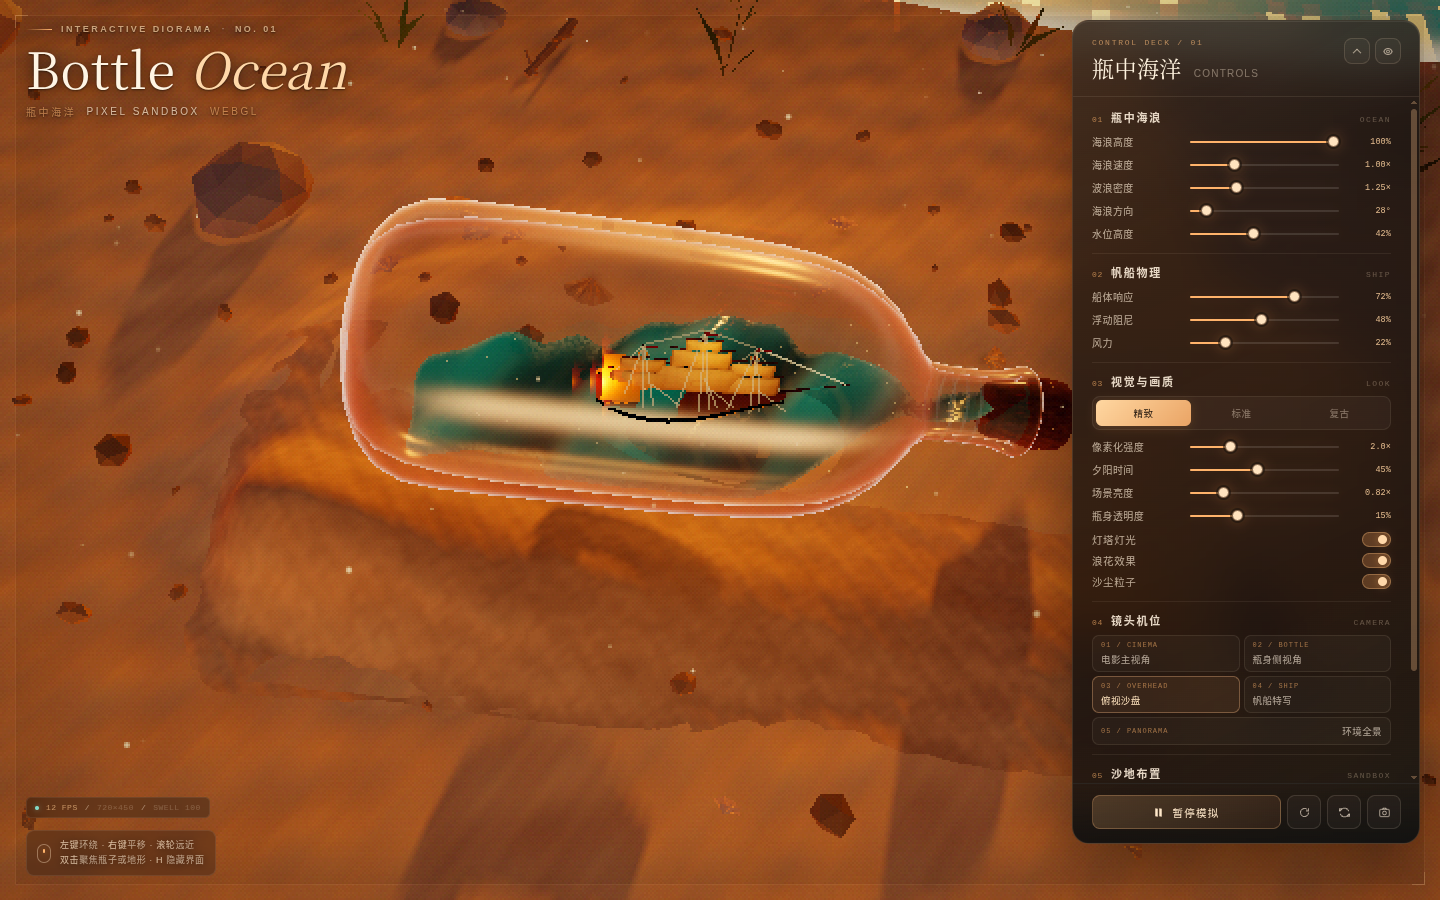 INTERACTIVE DIORAMA · NO. 01
Bottle Ocean
瓶中海洋 PIXEL SANDBOX WEBGL
CONTROL DECK / 01
瓶中海洋 CONTROLS
01 瓶中海浪 OCEAN
海浪高度 100%
海浪速度 1.00×
波浪密度 1.25×
海浪方向 28°
水位高度 42%
02 帆船物理 SHIP
船体响应 72%
浮动阻尼 48%
风力 22%
03 视觉与画质 LOOK
精致 标准 复古
像素化强度 2.0×
夕阳时间 45%
场景亮度 0.82×
瓶身透明度 15%
灯塔灯光
浪花效果
沙尘粒子
04 镜头机位 CAMERA
01 / CINEMA
电影主视角
02 / BOTTLE
瓶身侧视角
03 / OVERHEAD
俯视沙盘
04 / SHIP
帆船特写
05 / PANORAMA 环境全景
05 沙地布置 SANDBOX
暂停模拟
12 FPS / 720×450 / SWELL 100
左键环绕 · 右键平移 · 滚轮远近
双击聚焦瓶子或地形 · H 隐藏界面